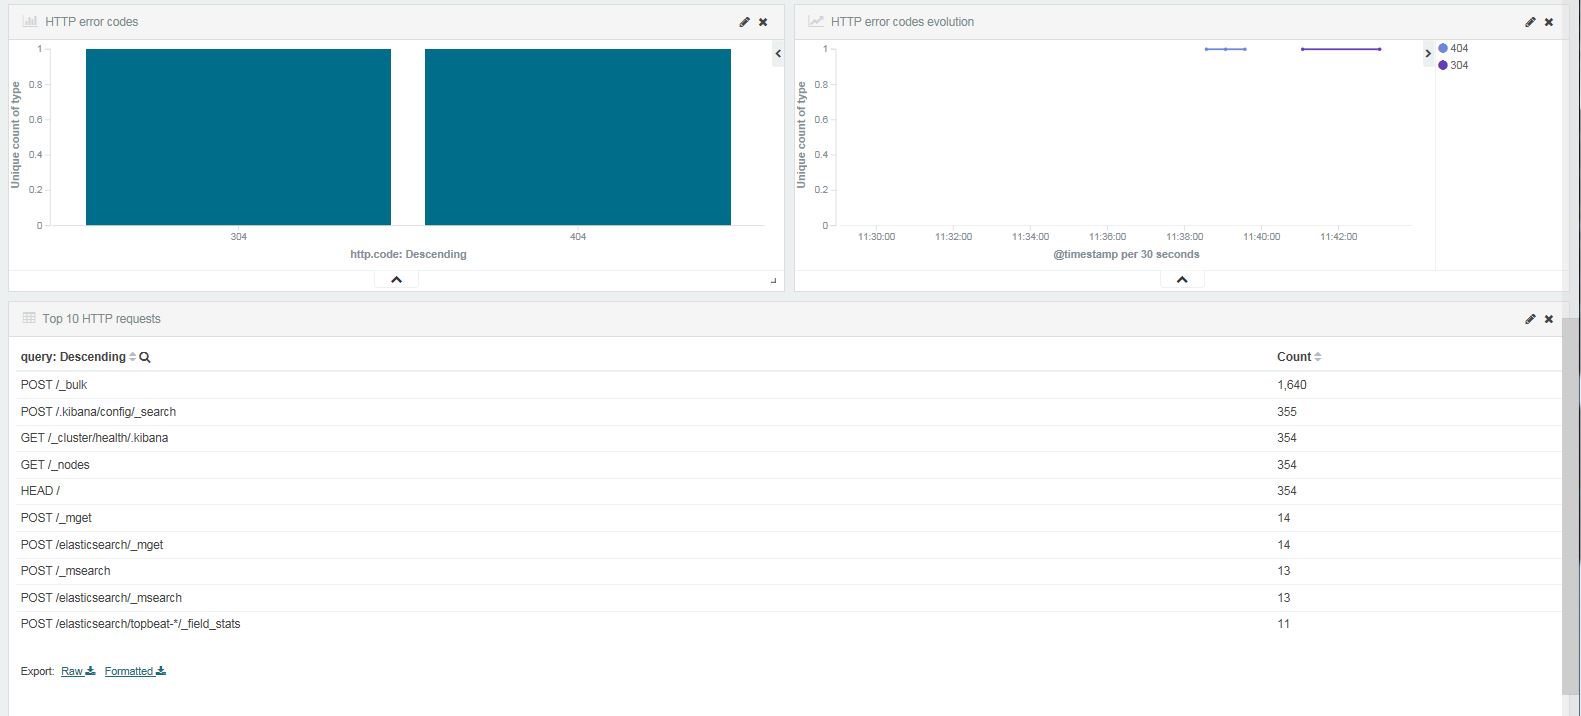 HTTP error codes
Unique count of type
1
0.8
0.6
0.4
0.2
0
304 404
http.code: Descending
HTTP error codes evolution
Unique count of type
1
0.8
0.6
0.4
0.2
0
11:30:00 11:32:00 11:34:00 11:36:00 11:38:00 11:40:00 11:42:00
@timestamp per 30 seconds
404
304
Top 10 HTTP requests
query: Descending Count
POST /_bulk 1,640
POST /.kibana/config/_search 355
GET /_cluster/health/.kibana 354
GET /_nodes 354
HEAD / 354
POST /_mget 14
POST /elasticsearch/_mget 14
POST /_msearch 13
POST /elasticsearch/_msearch 13
POST /elasticsearch/topbeat-*/_field_stats 11
Export: Raw Formatted